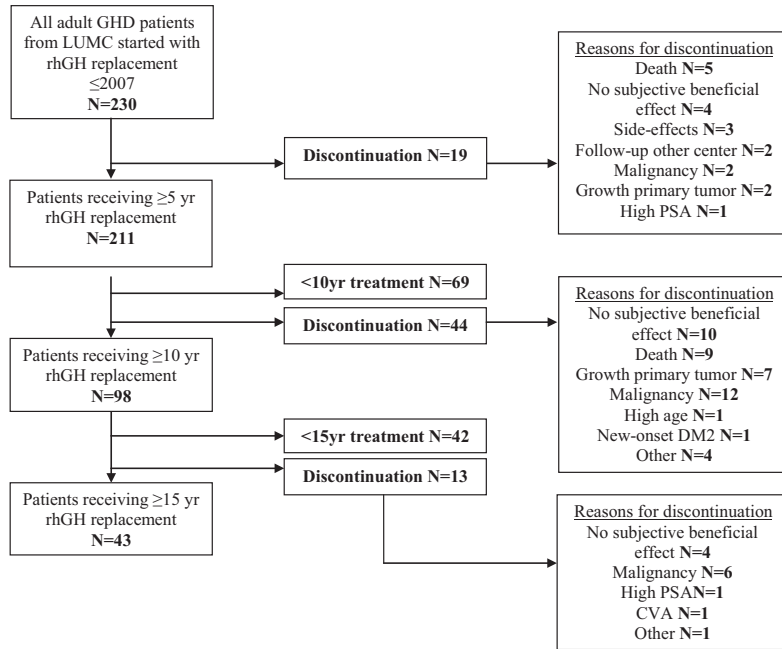 All adult GHD patients
from LUMC started with
rhGH replacement
≤2007
N=230
Discontinuation N=19
Reasons for discontinuation
Death N=5
No subjective beneficial
effect N=4
Side-effects N=3
Follow-up other center N=2
Malignancy N=2
Growth primary tumor N=2
High PSA N=1
Patients receiving ≥5 yr
rhGH replacement
N=211
<10yr treatment N=69
Discontinuation N=44
Reasons for discontinuation
No subjective beneficial
effect N=10
Death N=9
Growth primary tumor N=7
Malignancy N=12
High age N=1
New-onset DM2 N=1
Other N=4
Patients receiving ≥10 yr
rhGH replacement
N=98
<15yr treatment N=42
Discontinuation N=13
Reasons for discontinuation
No subjective beneficial
effect N=4
Malignancy N=6
High PSAN=1
CVA N=1
Other N=1
Patients receiving ≥15 yr
rhGH replacement
N=43